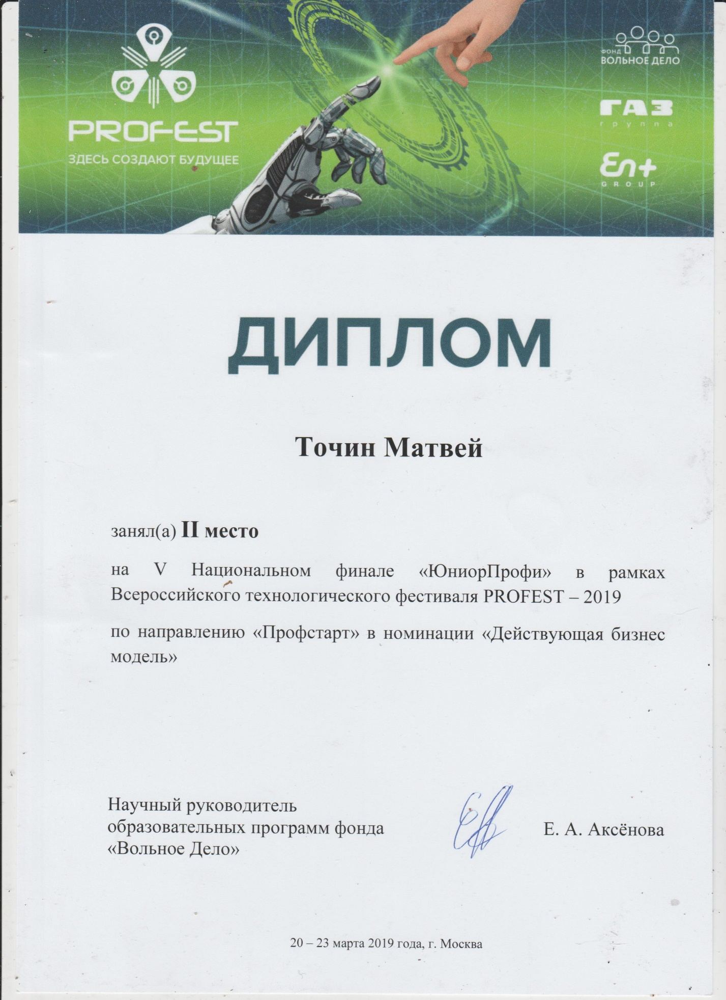 PROFEST
ЗДЕСЬ СОЗДАЮТ БУДУЩЕЕ
ФОНД
ВОЛЬНОЕ ДЕЛО
ГАЗ
группа
En+
GROUP
ДИПЛОМ
Точин Матвей
занял(а) II место
на V Национальном финале «ЮниорПрофи» в рамках
Всероссийского технологического фестиваля PROFEST – 2019
по направлению «Профстарт» в номинации «Действующая бизнес
модель»
Научный руководитель
образовательных программ фонда
«Вольное Дело»
Е. А. Аксёнова
20 – 23 марта 2019 года, г. Москва